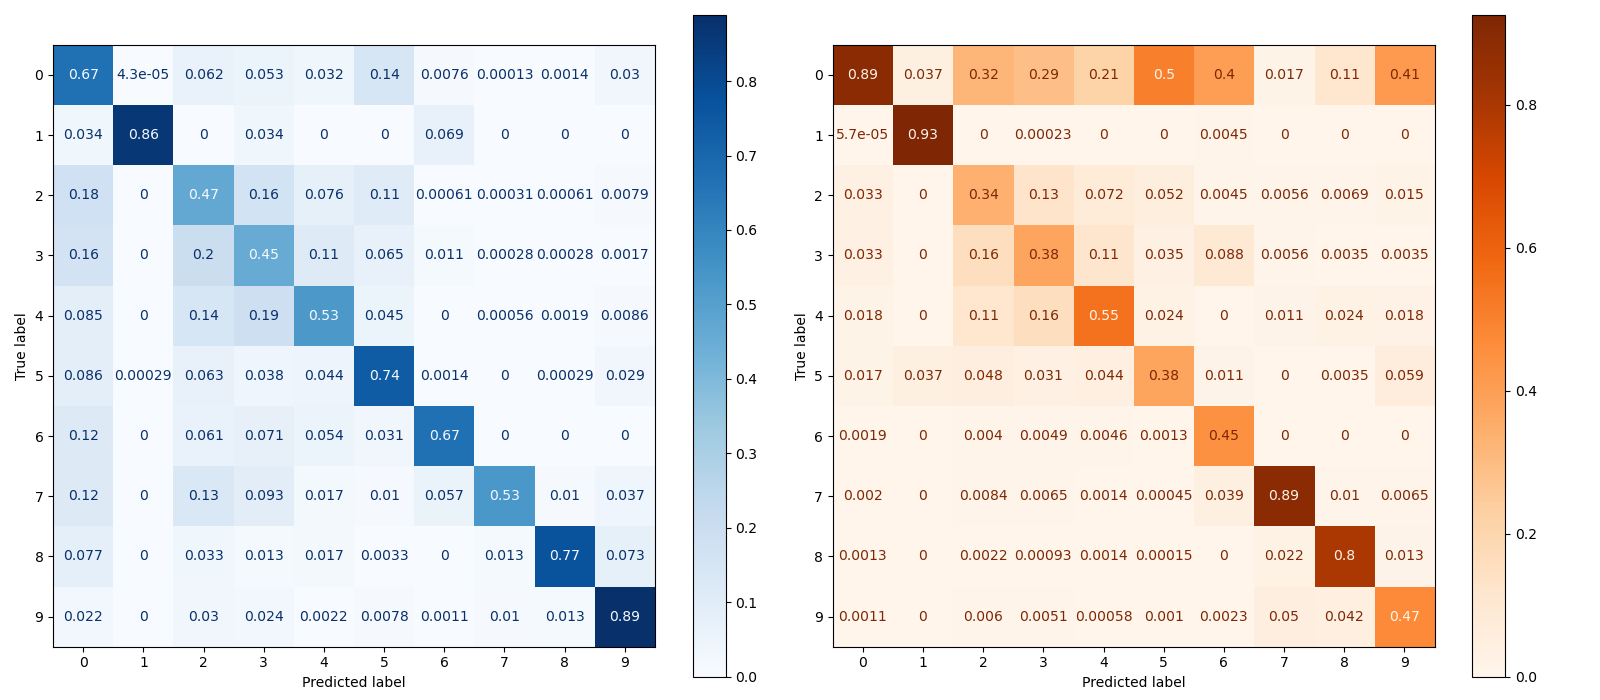 0 0.67 4.3e-05 0.062 0.053 0.032 0.14 0.0076 0.00013 0.0014 0.03
1 0.034 0.86 0 0.034 0 0 0.069 0 0 0
2 0.18 0 0.47 0.16 0.076 0.11 0.00061 0.00031 0.00061 0.0079
3 0.16 0 0.2 0.45 0.11 0.065 0.011 0.00028 0.00028 0.0017
4 0.085 0 0.14 0.19 0.53 0.045 0 0.00056 0.0019 0.0086
5 0.086 0.00029 0.063 0.038 0.044 0.74 0.0014 0 0.00029 0.029
6 0.12 0 0.061 0.071 0.054 0.031 0.67 0 0 0
7 0.12 0 0.13 0.093 0.017 0.01 0.057 0.53 0.01 0.037
8 0.077 0 0.033 0.013 0.017 0.0033 0 0.013 0.77 0.073
9 0.022 0 0.03 0.024 0.0022 0.0078 0.0011 0.01 0.013 0.89
0 1 2 3 4 5 6 7 8 9
Predicted label
True label
0.8
0.7
0.6
0.5
0.4
0.3
0.2
0.1
0.0
0 0.89 0.037 0.32 0.29 0.21 0.5 0.4 0.017 0.11 0.41
1 5.7e-05 0.93 0 0.00023 0 0 0.0045 0 0 0
2 0.033 0 0.34 0.13 0.072 0.052 0.0045 0.0056 0.0069 0.015
3 0.033 0 0.16 0.38 0.11 0.035 0.088 0.0056 0.0035 0.0035
4 0.018 0 0.11 0.16 0.55 0.024 0 0.011 0.024 0.018
5 0.017 0.037 0.048 0.031 0.044 0.38 0.011 0 0.0035 0.059
6 0.0019 0 0.004 0.0049 0.0046 0.0013 0.45 0 0 0
7 0.002 0 0.0084 0.0065 0.0014 0.00045 0.039 0.89 0.01 0.0065
8 0.0013 0 0.0022 0.00093 0.0014 0.00015 0 0.022 0.8 0.013
9 0.0011 0 0.006 0.0051 0.00058 0.001 0.0023 0.05 0.042 0.47
0 1 2 3 4 5 6 7 8 9
Predicted label
True label
0.8
0.6
0.4
0.2
0.0